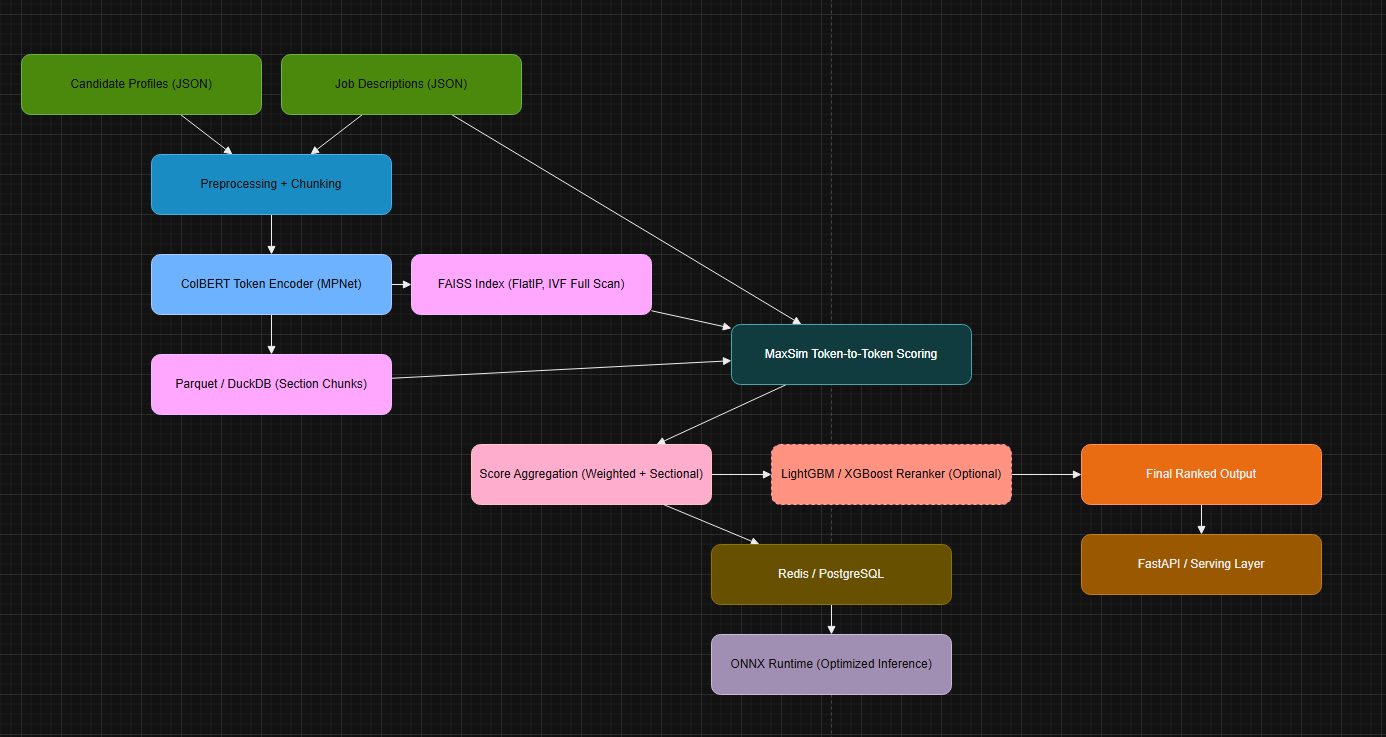 Candidate Profiles (JSON)
Job Descriptions (JSON)
Preprocessing + Chunking
ColBERT Token Encoder (MPNet)
FAISS Index (FlatIP, IVF Full Scan)
MaxSim Token-to-Token Scoring
Parquet / DuckDB (Section Chunks)
Score Aggregation (Weighted + Sectional)
LightGBM / XGBoost Reranker (Optional)
Final Ranked Output
Redis / PostgreSQL
FastAPI / Serving Layer
ONNX Runtime (Optimized Inference)